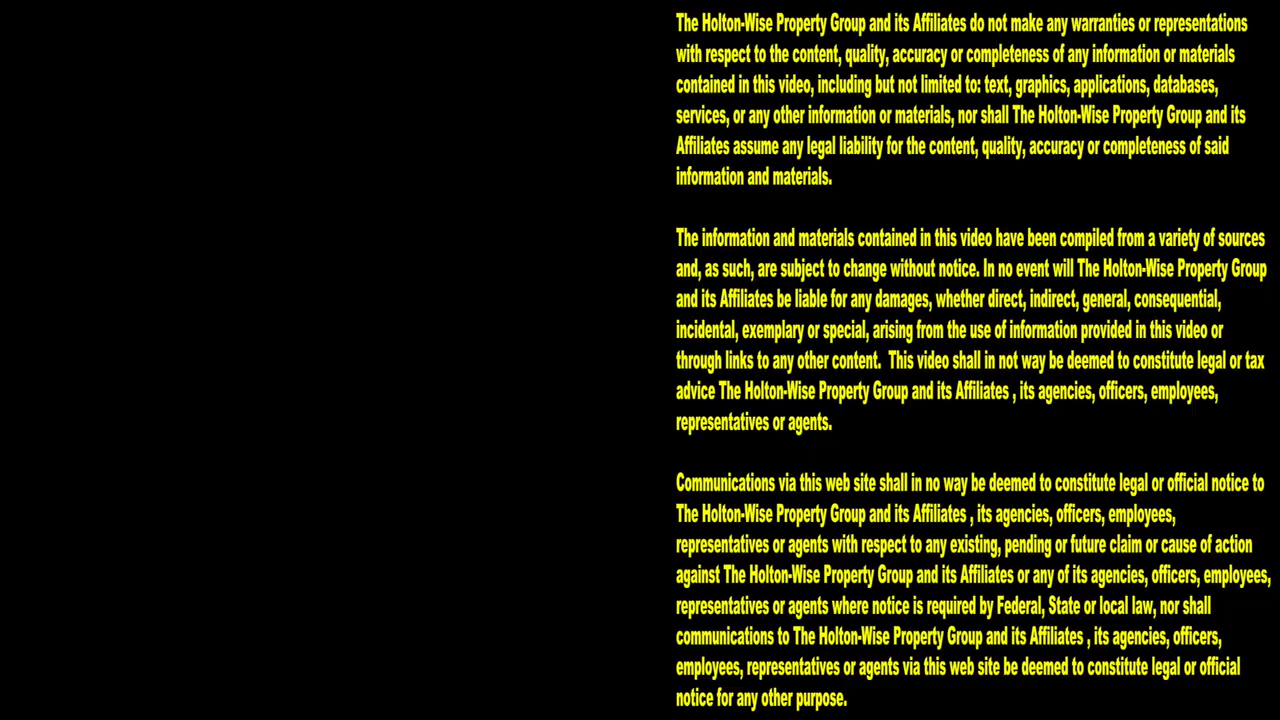 The Holton-Wise Property Group and its Affiliates do not make any warranties or representations
with respect to the content, quality, accuracy or completeness of any information or materials
contained in this video, including but not limited to: text, graphics, applications, databases,
services, or any other information or materials, nor shall The Holton-Wise Property Group and its
Affiliates assume any legal liability for the content, quality, accuracy or completeness of said
information and materials.
The information and materials contained in this video have been compiled from a variety of sources
and, as such, are subject to change without notice. In no event will The Holton-Wise Property Group
and its Affiliates be liable for any damages, whether direct, indirect, general, consequential,
incidental, exemplary or special, arising from the use of information provided in this video or
through links to any other content. This video shall in not way be deemed to constitute legal or tax
advice The Holton-Wise Property Group and its Affiliates , its agencies, officers, employees,
representatives or agents.
Communications via this web site shall in no way be deemed to constitute legal or official notice to
The Holton-Wise Property Group and its Affiliates , its agencies, officers, employees,
representatives or agents with respect to any existing, pending or future claim or cause of action
against The Holton-Wise Property Group and its Affiliates or any of its agencies, officers, employees,
representatives or agents where notice is required by Federal, State or local law, nor shall
communications to The Holton-Wise Property Group and its Affiliates , its agencies, officers,
employees, representatives or agents via this web site be deemed to constitute legal or official
notice for any other purpose.